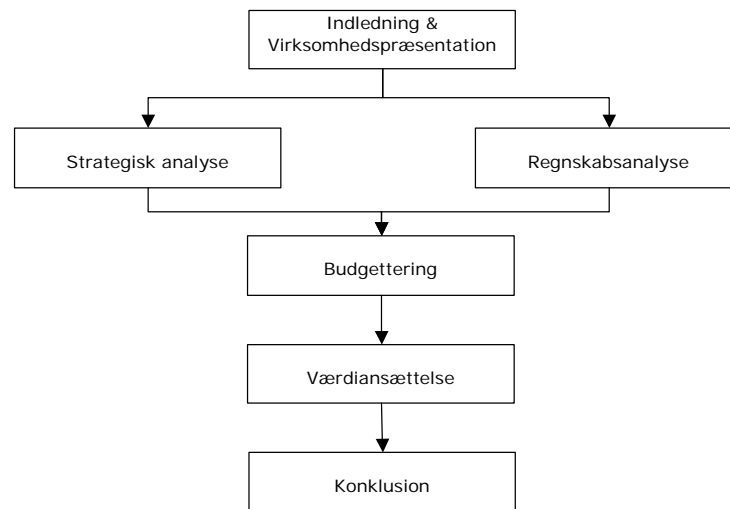 Indledning &
Virksomhedspræsentation
Strategisk analyse
Regnskabsanalyse
Budgettering
Værdiansættelse
Konklusion